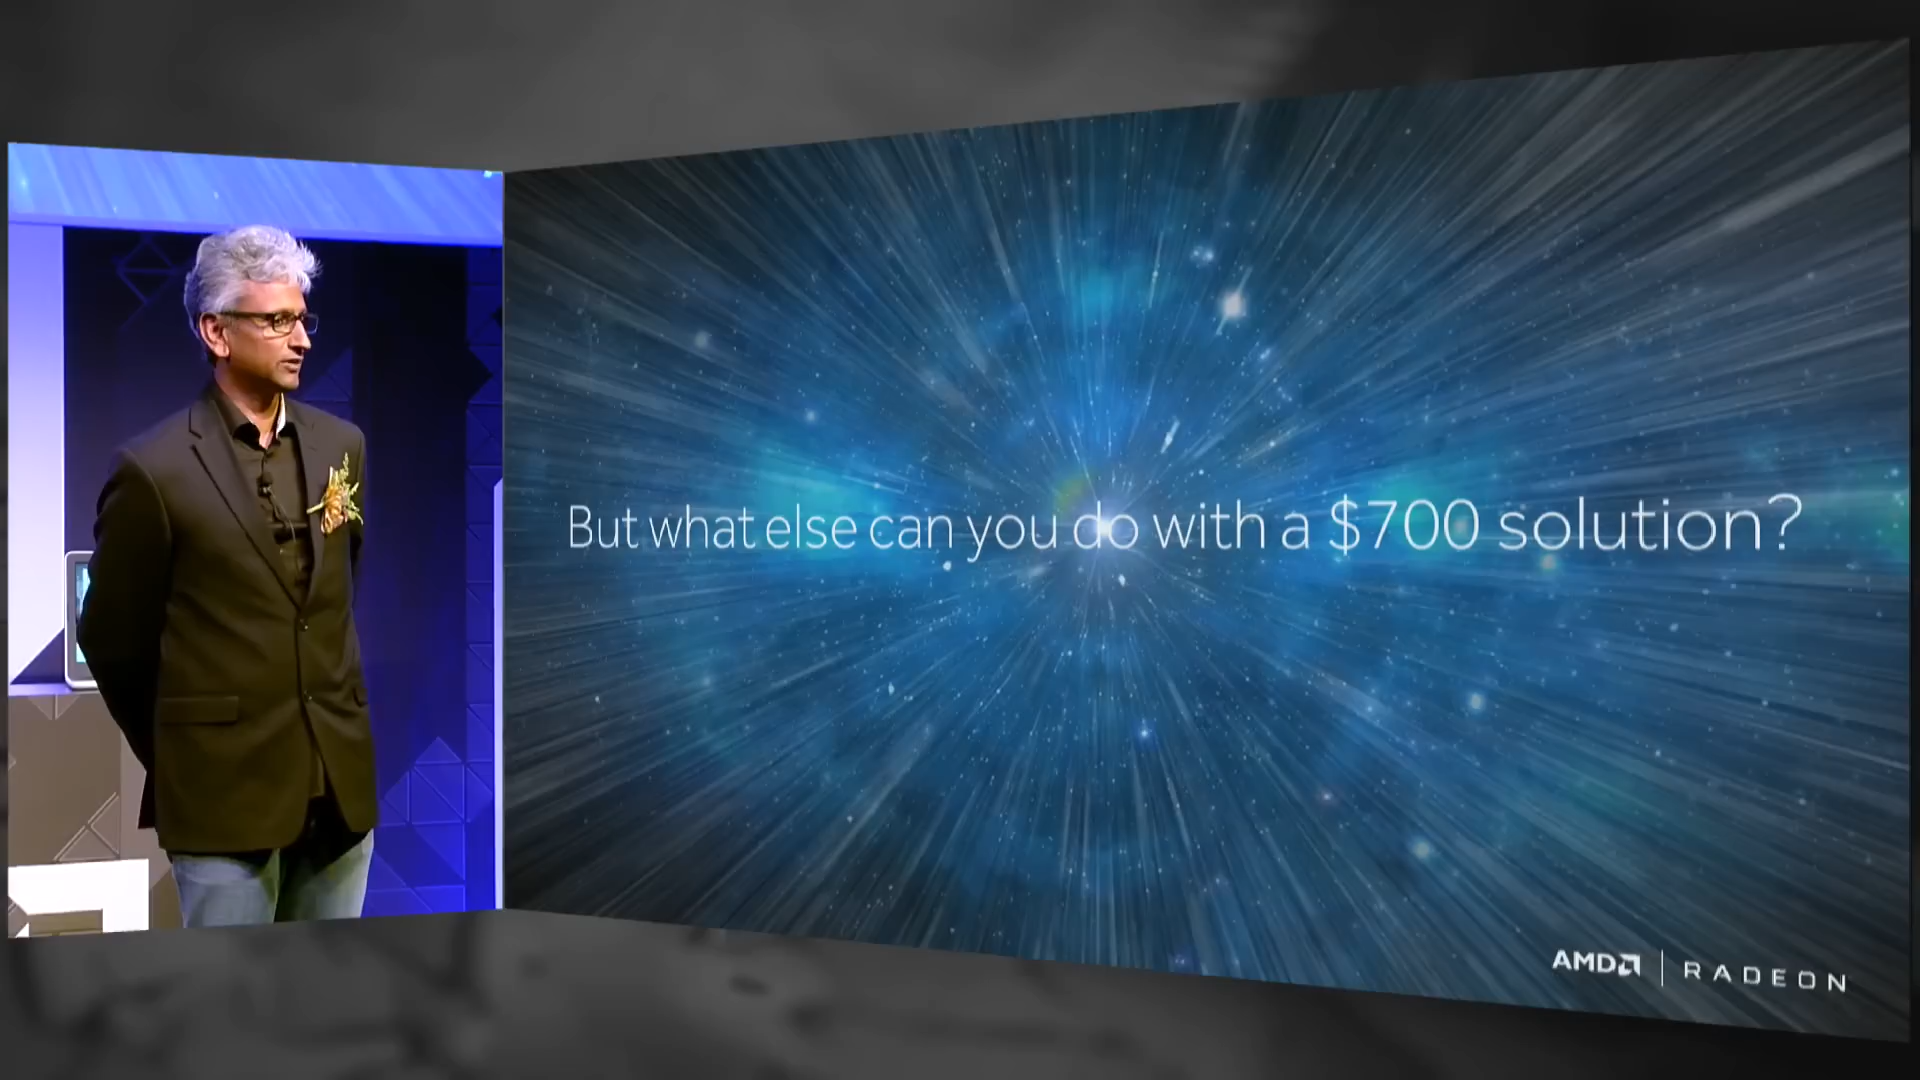 But what else can you do with a $700 solution?
AMD | RADEON